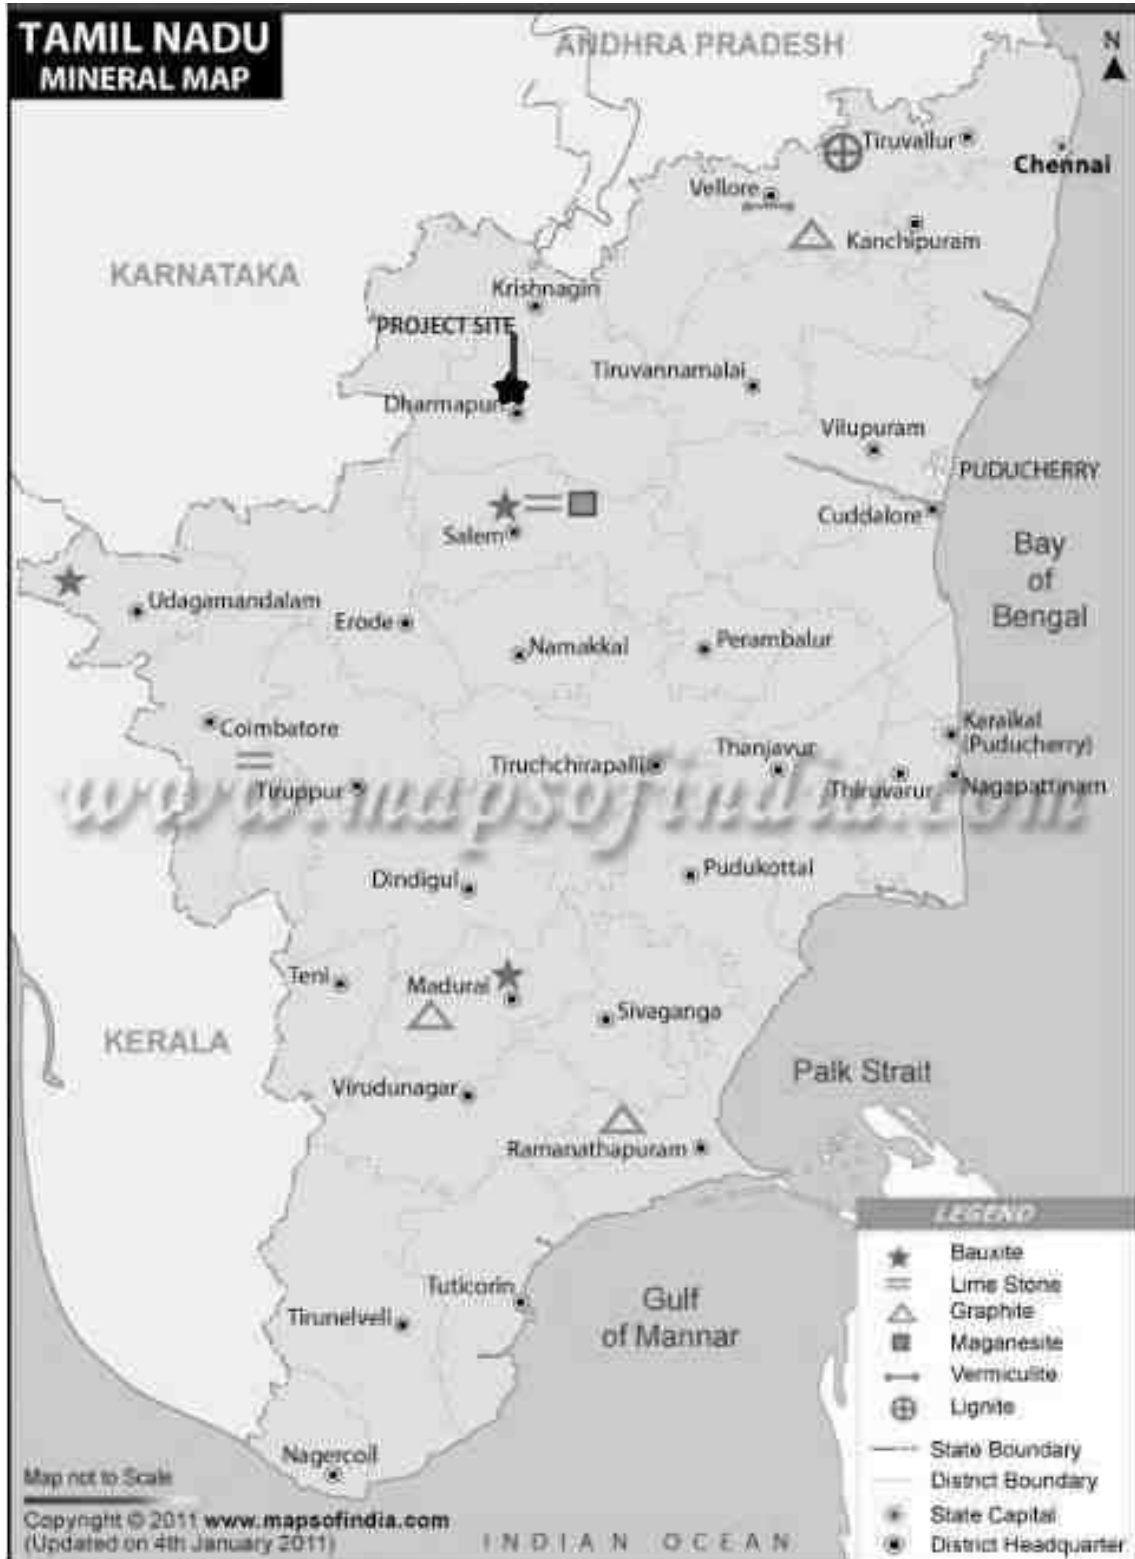 TAMIL NADU
MINERAL MAP
ANDHRA PRADESH
N
Tiruvallur
Chennai
Vellore
Kanchipuram
KARNATAKA
Krishnagiri
PROJECT SITE
Tiruvannamalai
Dharmapuri
Vilupuram
PUDUCHERRY
Cuddalore
Salem
Bay
of
Bengal
Udagamandalam
Erode
Namakkal
Perambalur
Coimbatore
Karaikal
(Puducherry)
Thanjavur
Tiruchchirapalli
Tiruppur
Thiruvarur
Nagapattinam
www.mapsofindia.com
Dindigul
Pudukottai
Teni
Madurai
Sivaganga
KERALA
Palk Strait
Virudunagar
Ramanathapuram
LEGEND
Bauxite
Lime Stone
Graphite
Maganesite
Vermiculite
Lignite
State Boundary
District Boundary
State Capital
District Headquarter
Tuticorin
Gulf
of Mannar
Tirunelveli
Nagercoil
Map not to Scale
Copyright © 2011 www.mapsofindia.com
(Updated on 4th January 2011)
INDIAN OCEAN